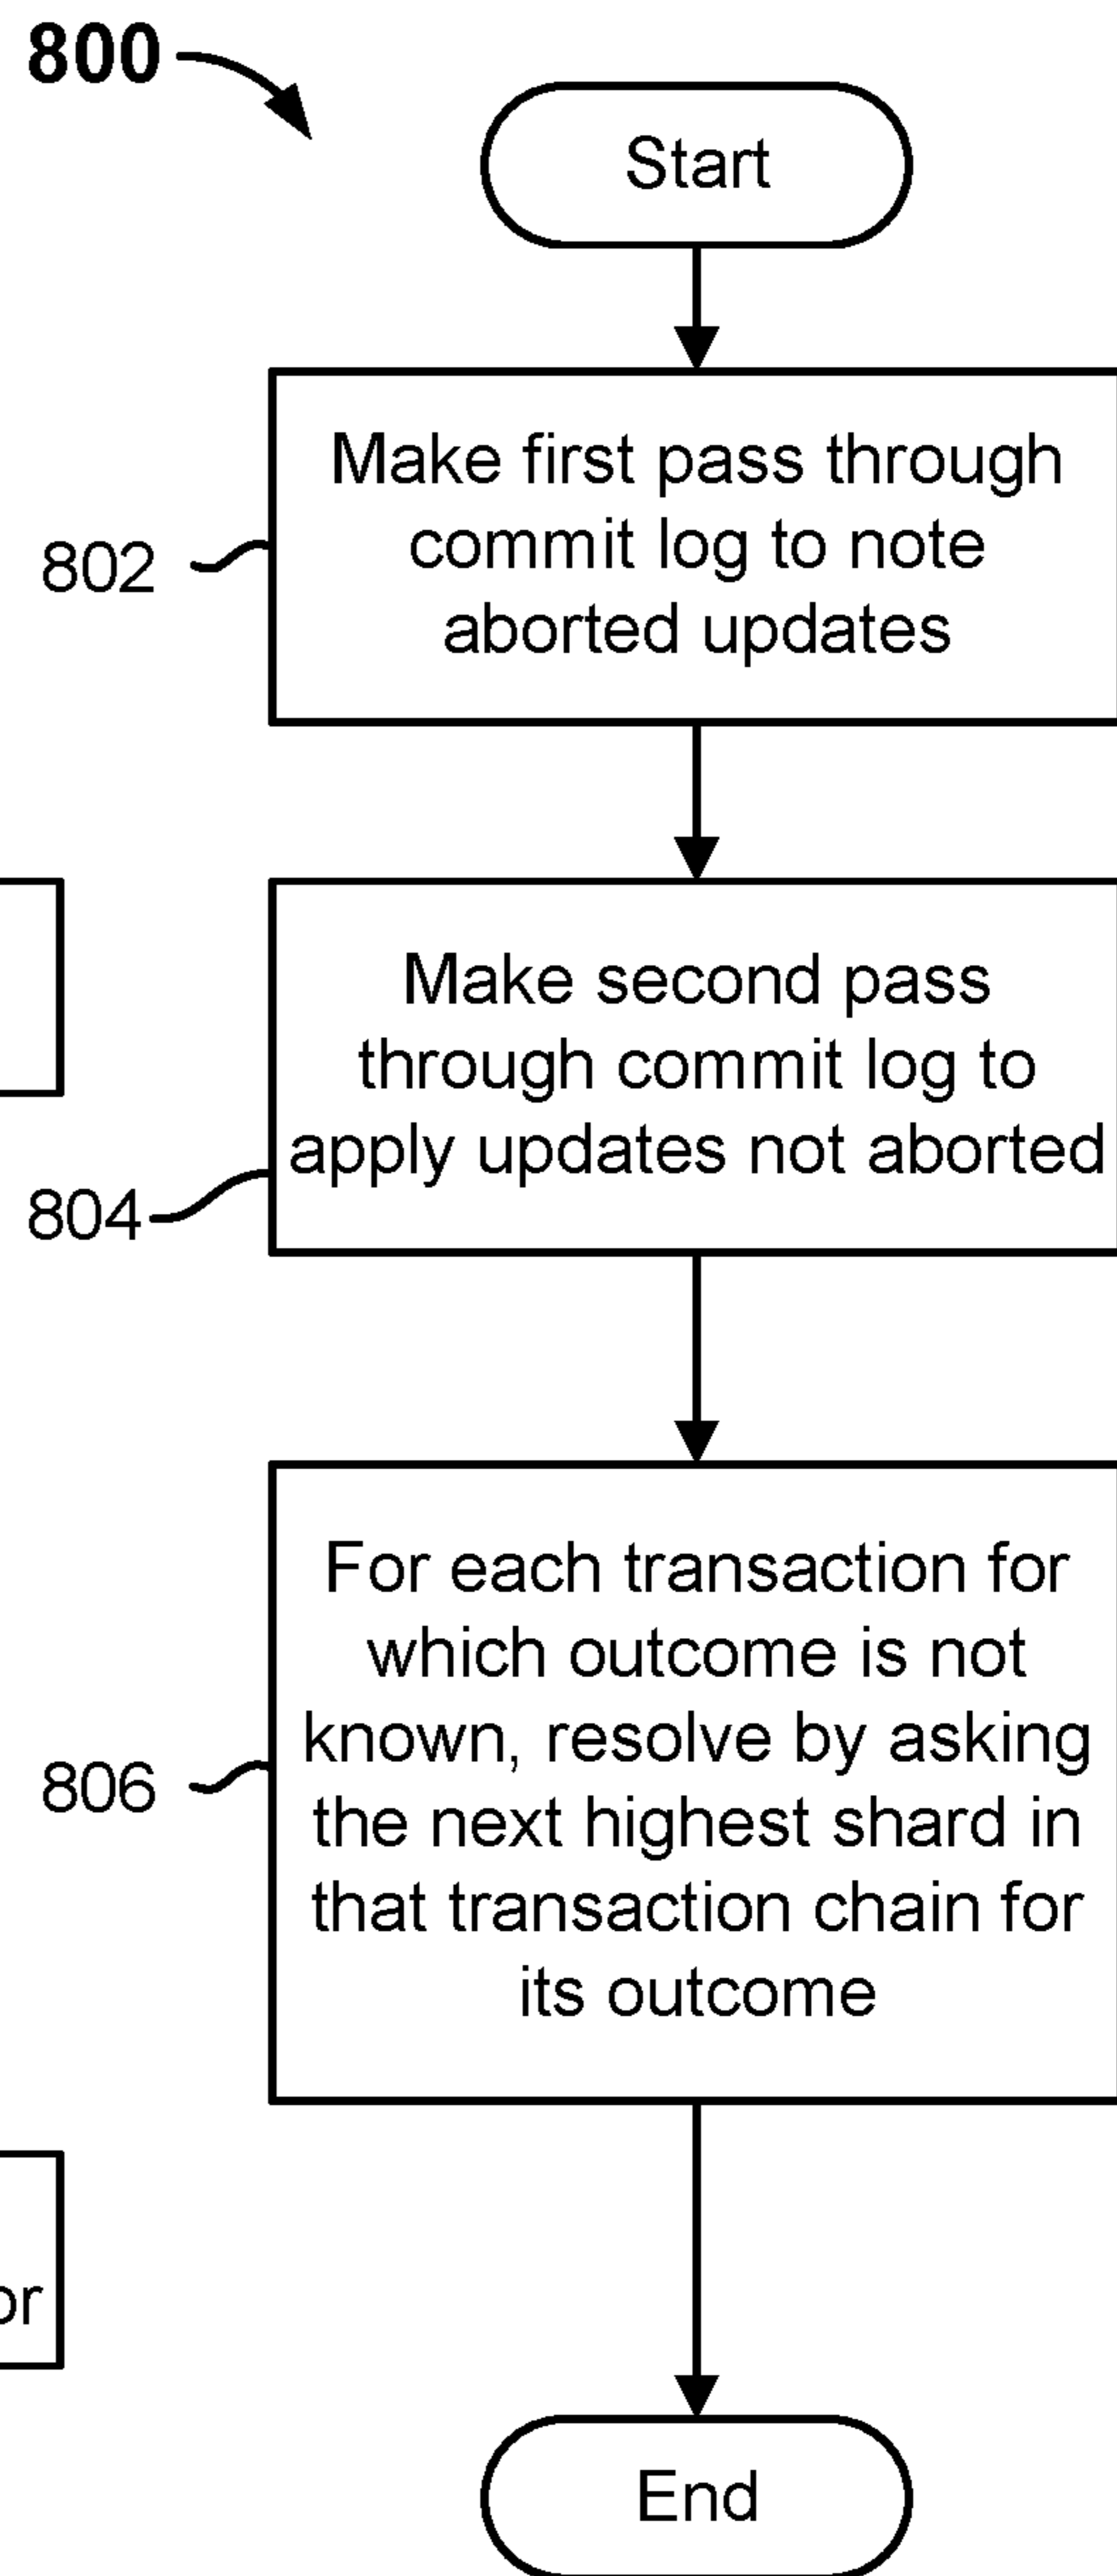 800
Start
Make first pass through
commit log to note
aborted updates
802
Make second pass
through commit log to
apply updates not aborted
804
For each transaction for
which outcome is not
known, resolve by asking
the next highest shard in
that transaction chain for
its outcome
806
or
End